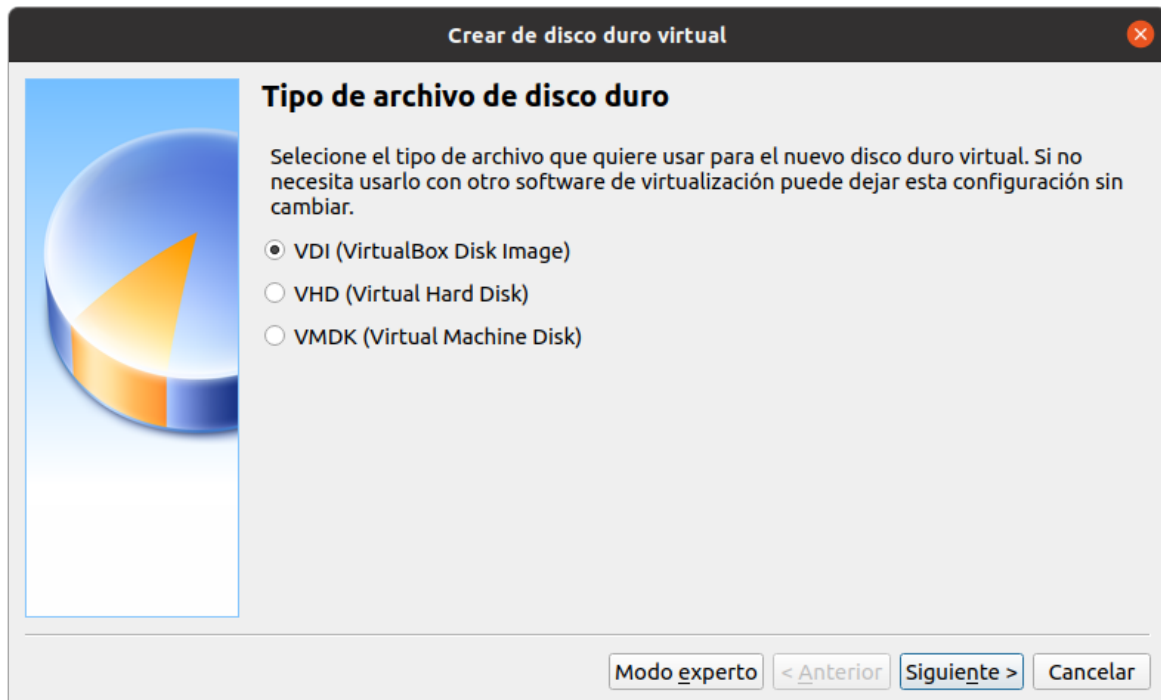 Crear de disco duro virtual
Tipo de archivo de disco duro
Selecione el tipo de archivo que quiere usar para el nuevo disco duro virtual. Si no
necesita usarlo con otro software de virtualización puede dejar esta configuración sin
cambiar.
VDI (VirtualBox Disk Image)
VHD (Virtual Hard Disk)
VMDK (Virtual Machine Disk)
Modo experto < Anterior Siguiente > Cancelar